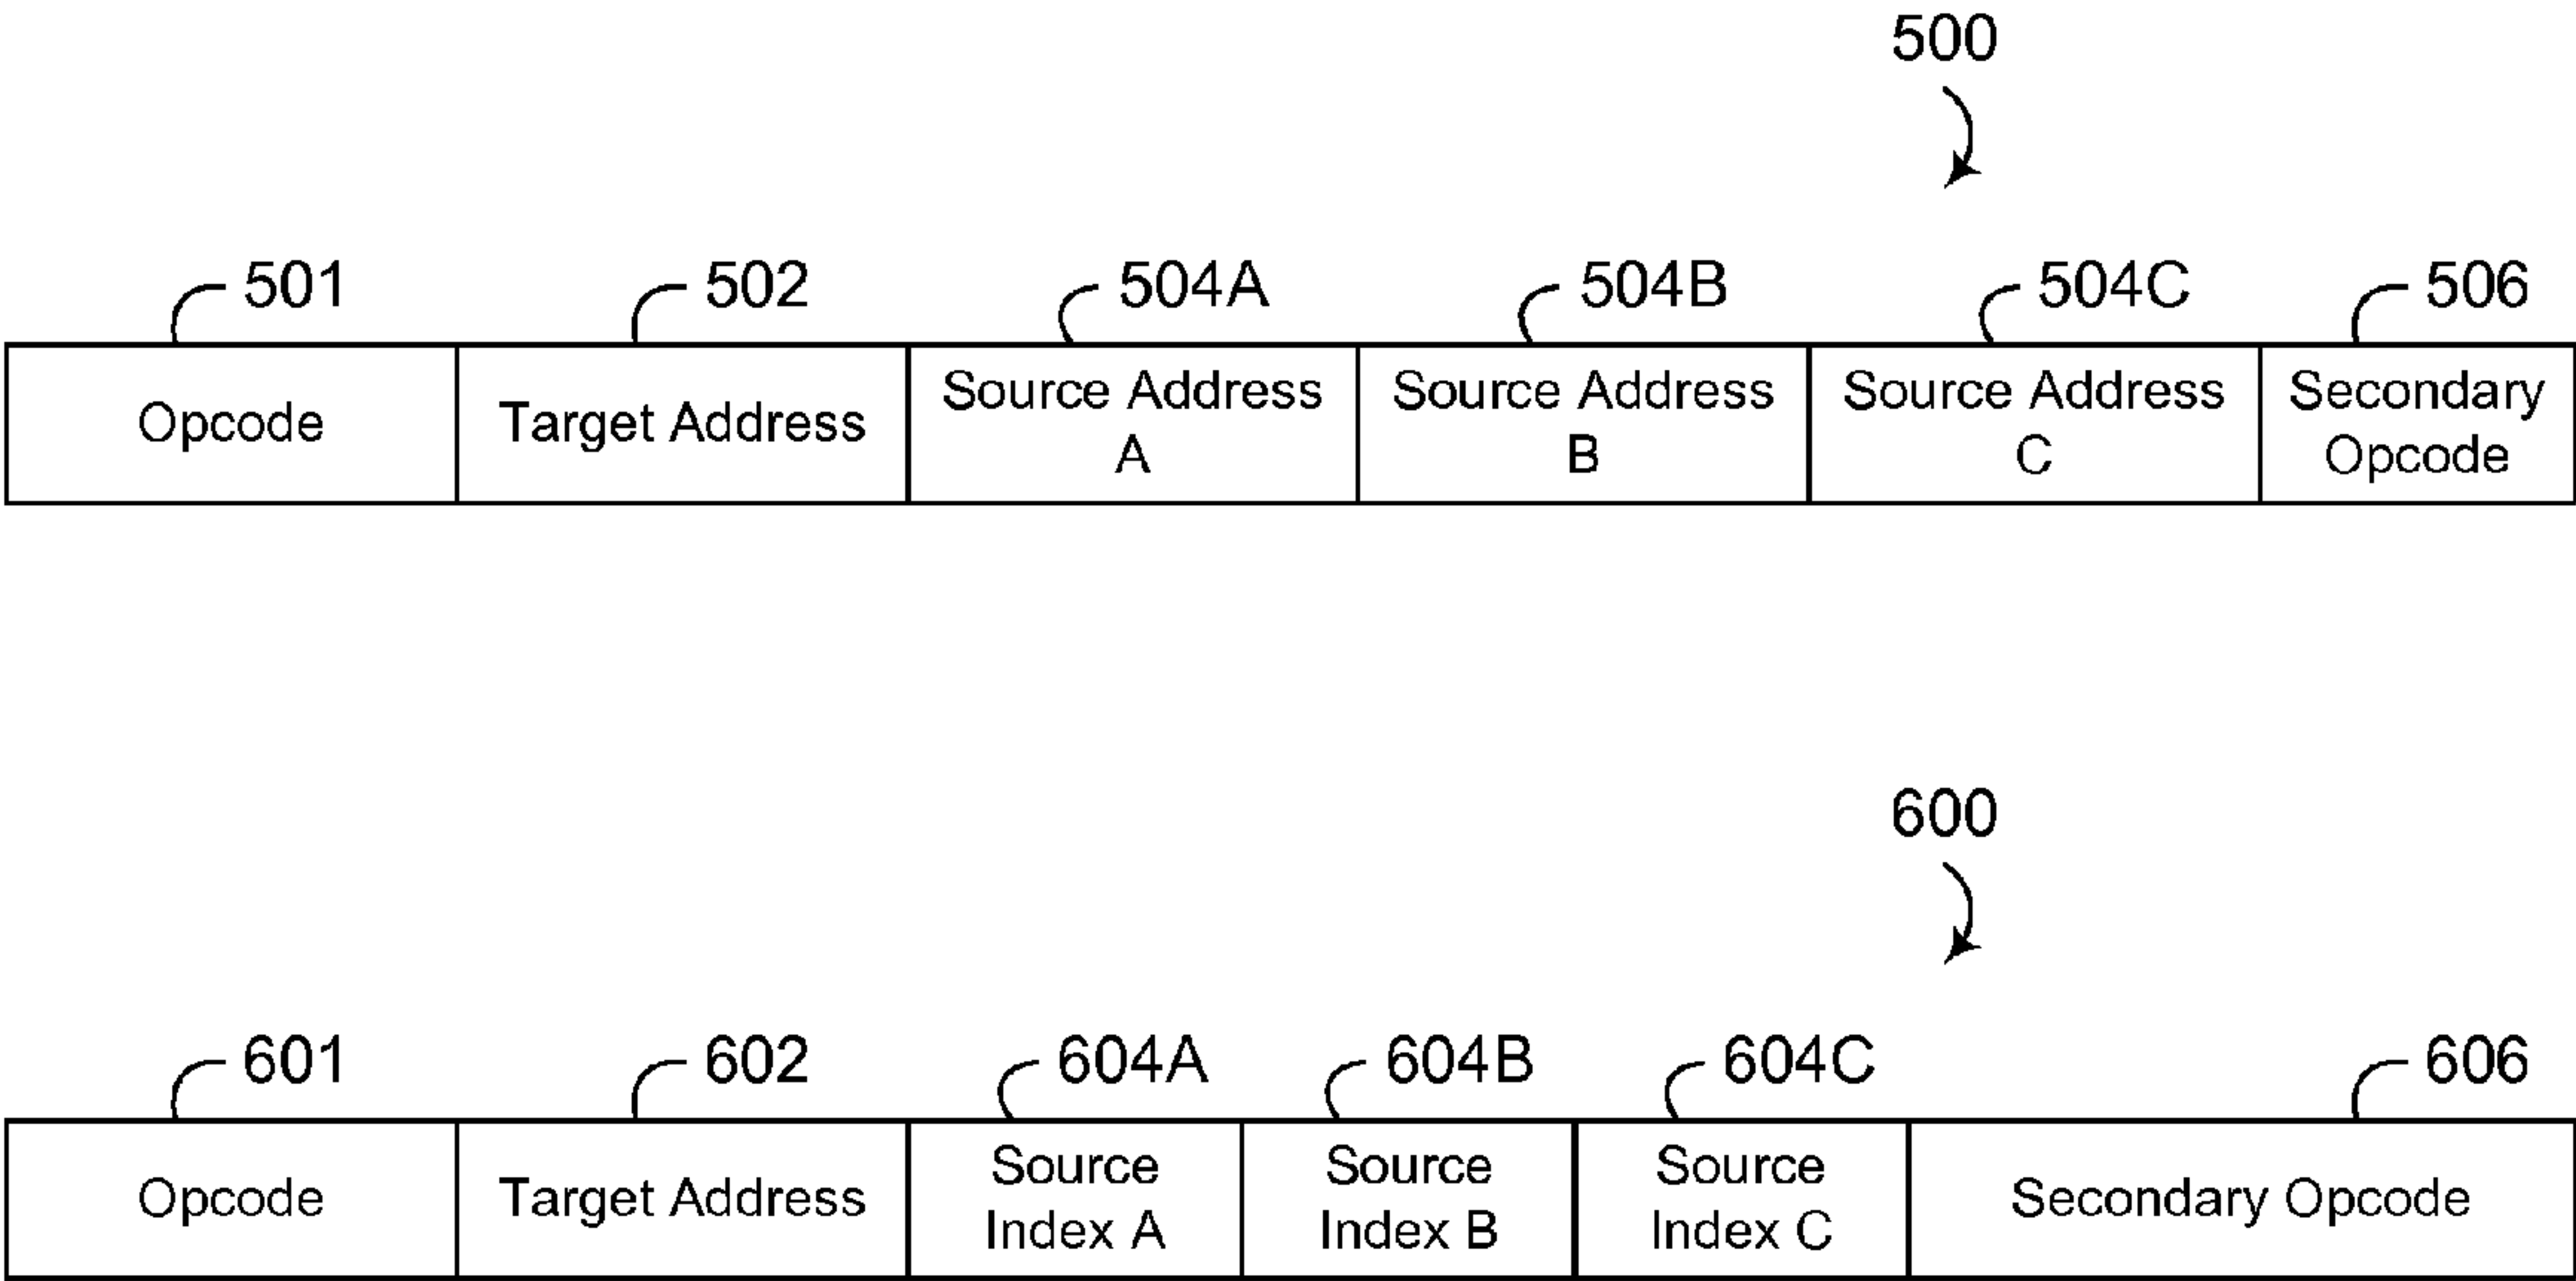 500
501
502
504A
504B
504C
506
Opcode
Target Address
Source Address
A
Source Address
B
Source Address
C
Secondary
Opcode
600
601
602
604A
604B
604C
606
Opcode
Target Address
Source
Index A
Source
Index B
Source
Index C
Secondary Opcode